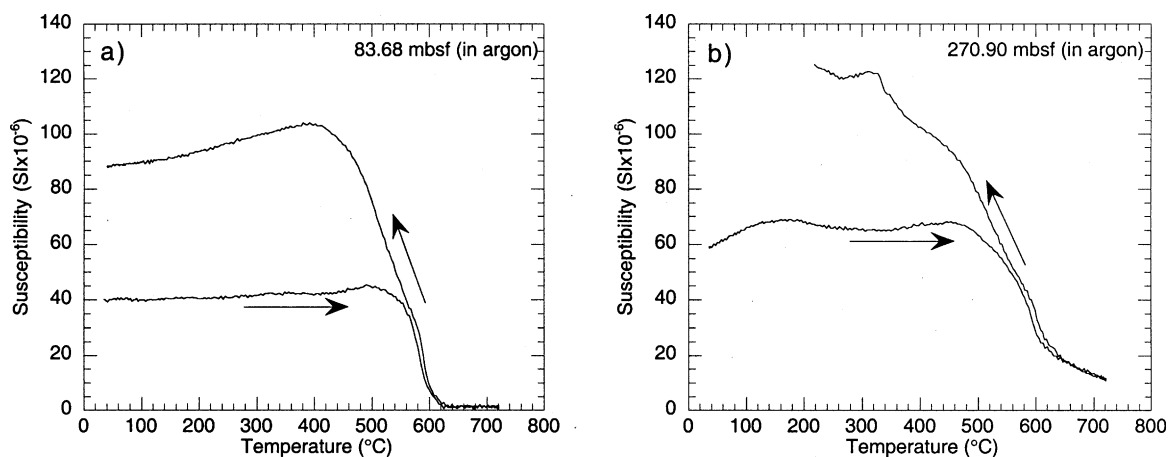 a)
83.68 mbsf (in argon)
140
120
100
80
60
40
20
0
Susceptibility (SIx10-6)
0 100 200 300 400 500 600 700 800
Temperature (°C)
b)
270.90 mbsf (in argon)
140
120
100
80
60
40
20
0
Susceptibility (SIx10-6)
0 100 200 300 400 500 600 700 800
Temperature (°C)